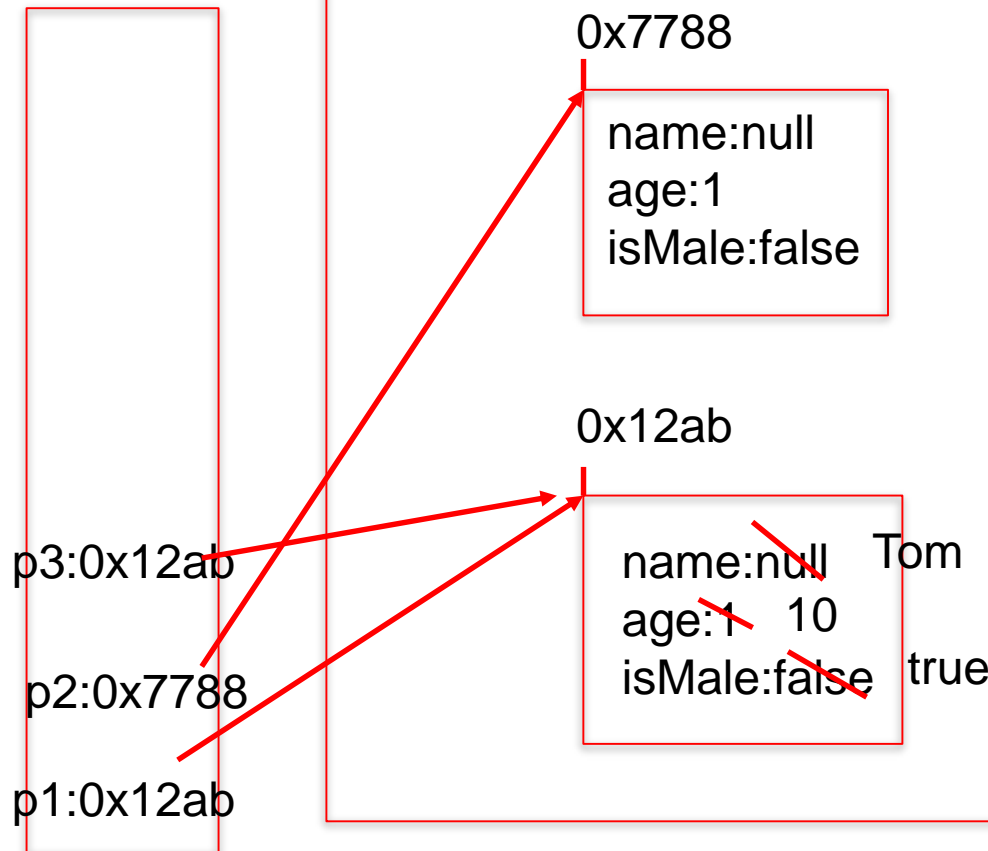 0x7788
name:null
age:1
isMale:false
0x12ab
name:null Tom
age:1 10
isMale:false true
p3:0x12ab
p2:0x7788
p1:0x12ab